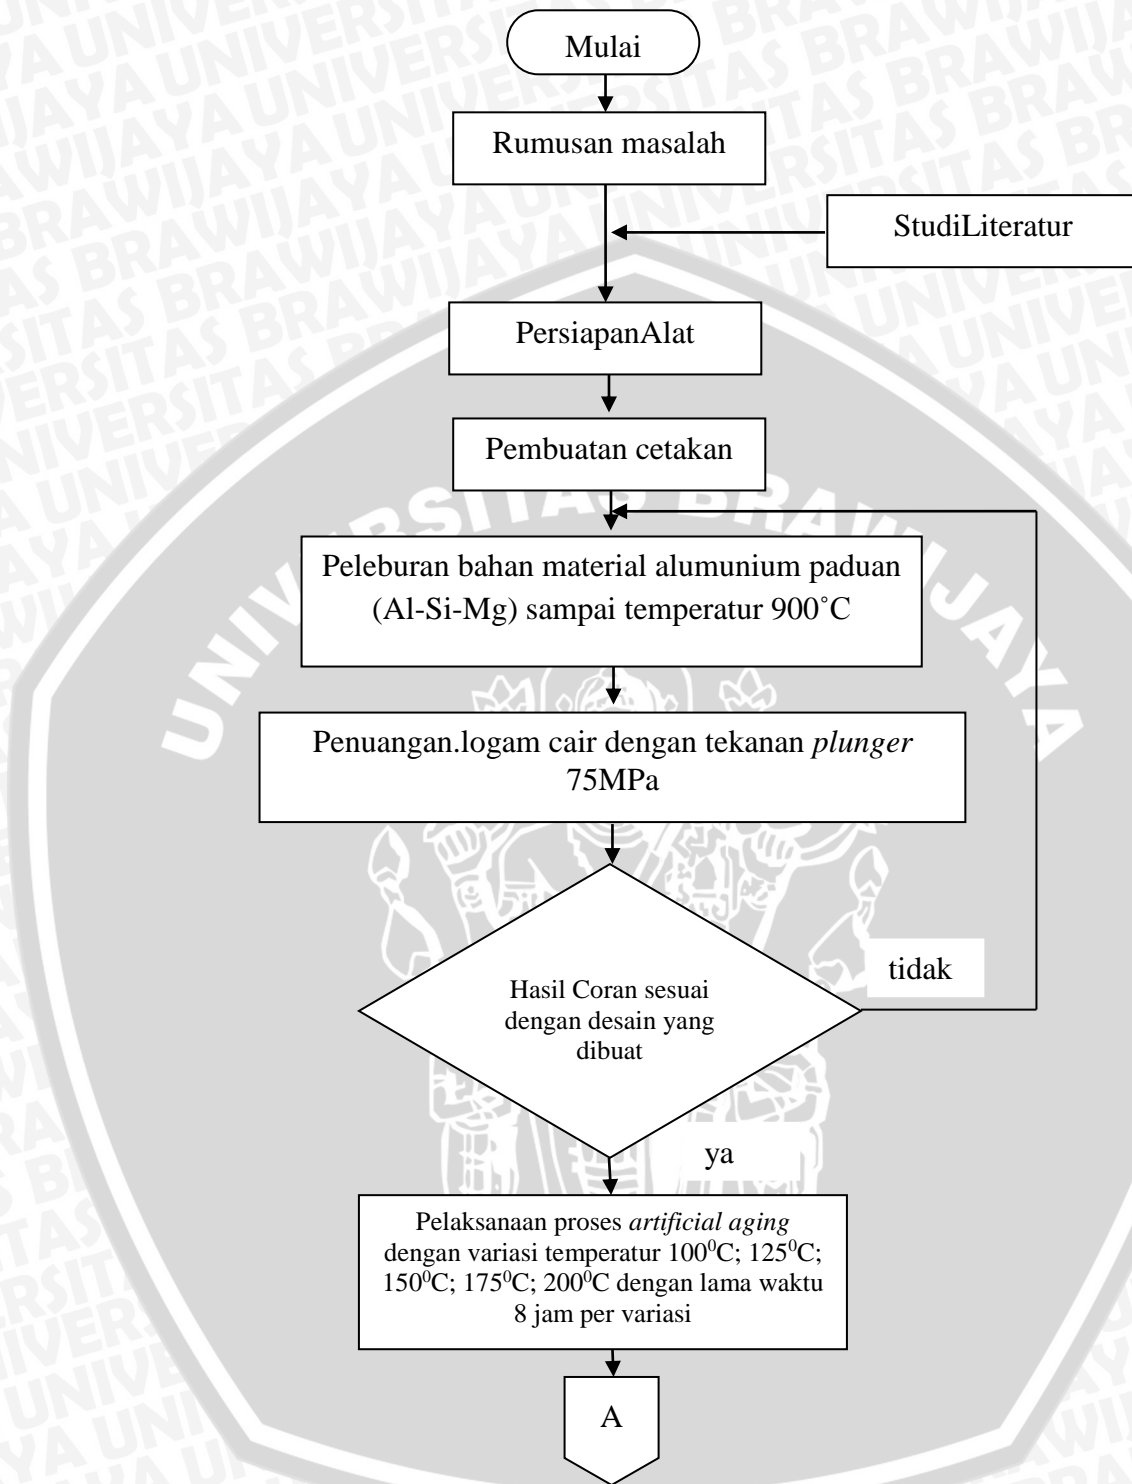 Mulai
Rumusan masalah
StudiLiteratur
PersiapanAlat
Pembuatan cetakan
Peleburan bahan material alumunium paduan
(Al-Si-Mg) sampai temperatur 900˚C
Penuangan.logam cair dengan tekanan plunger
75MPa
tidak
Hasil Coran sesuai
dengan desain yang
dibuat
ya
Pelaksanaan proses artificial aging
dengan variasi temperatur 100⁰C; 125⁰C;
150⁰C; 175⁰C; 200⁰C dengan lama waktu
8 jam per variasi
A
UNIVERSITAS BRAWIJAYA